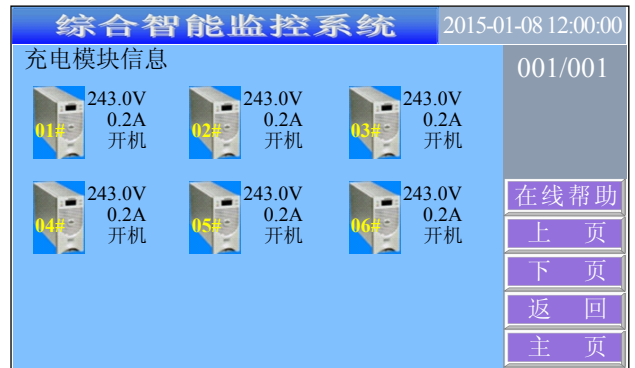 综合智能监控系统 2015-01-08 12:00:00
充电模块信息
001/001
01# 243.0V
0.2A
开机
02# 243.0V
0.2A
开机
03# 243.0V
0.2A
开机
04# 243.0V
0.2A
开机
05# 243.0V
0.2A
开机
06# 243.0V
0.2A
开机
在线帮助
上 页
下 页
返 回
主 页